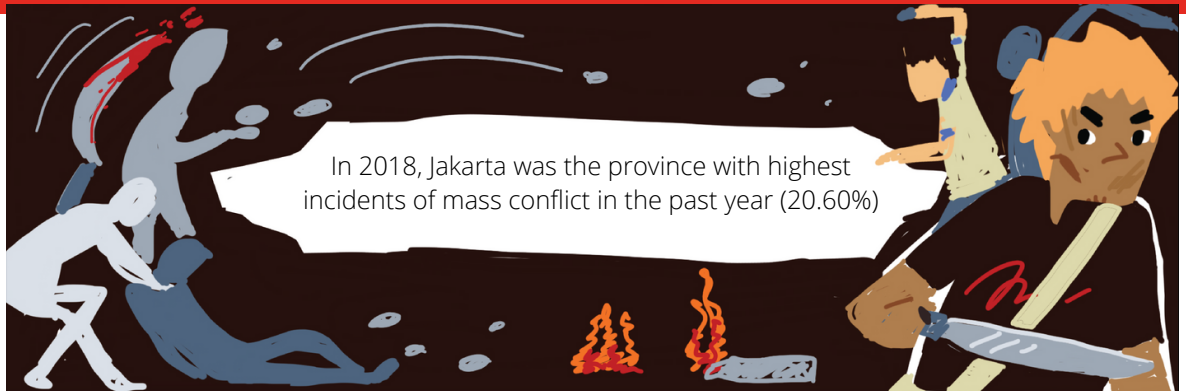 In 2018, Jakarta was the province with highest
incidents of mass conflict in the past year (20.60%)